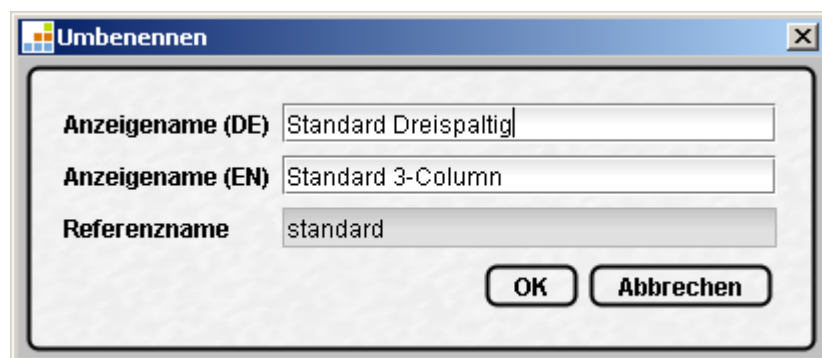 Umbenennen
Anzeigename (DE) Standard Dreispaltig
Anzeigename (EN) Standard 3-Column
Referenzname standard
OK Abbrechen